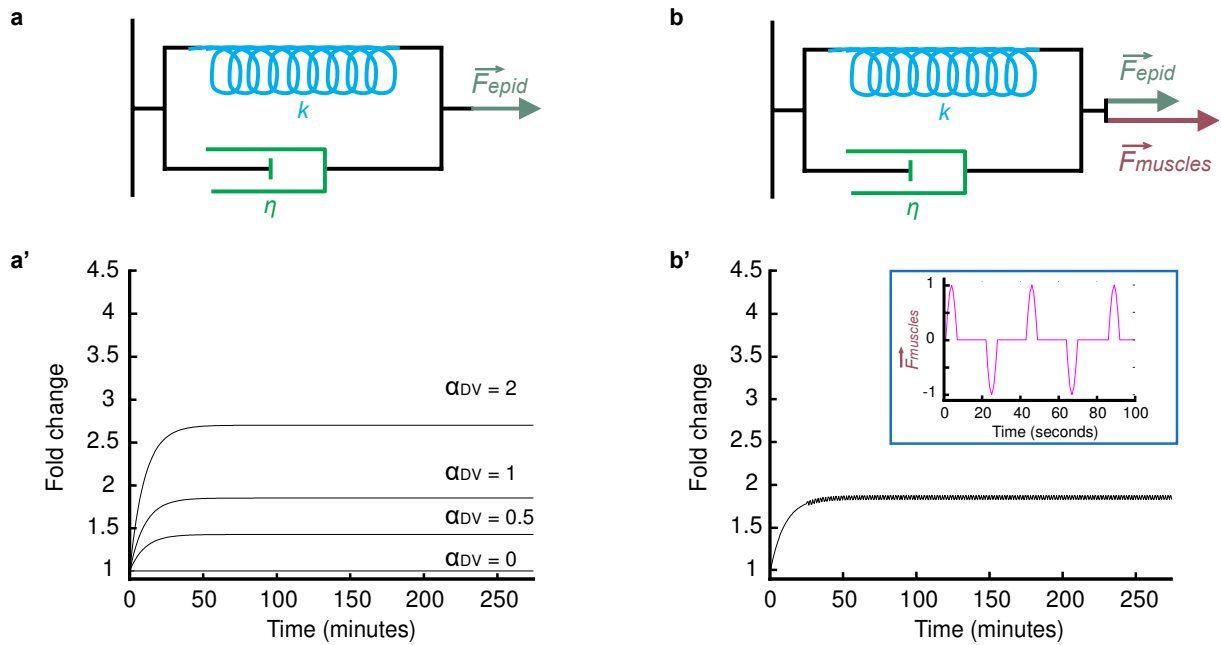 a
F epid
k
η
b
F epid
k
F muscles
η
a’
4.5
4
3.5
3
2.5
2
1.5
1
Fold change
αDV = 2
αDV = 1
αDV = 0.5
αDV = 0
0 50 100 150 200 250
Time (minutes)
b’
4.5
4
3.5
3
2.5
2
1.5
1
Fold change
1
0
-1
F muscles
0 20 40 60 80 100
Time (seconds)
0 50 100 150 200 250
Time (minutes)